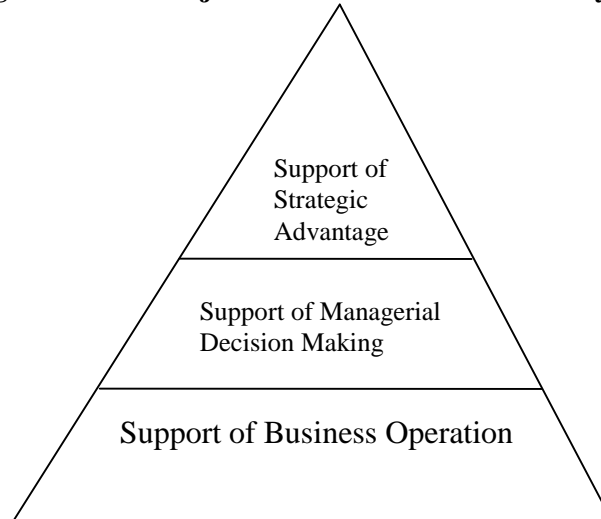 Support of
Strategic
Advantage
Support of Managerial
Decision Making
Support of Business Operation